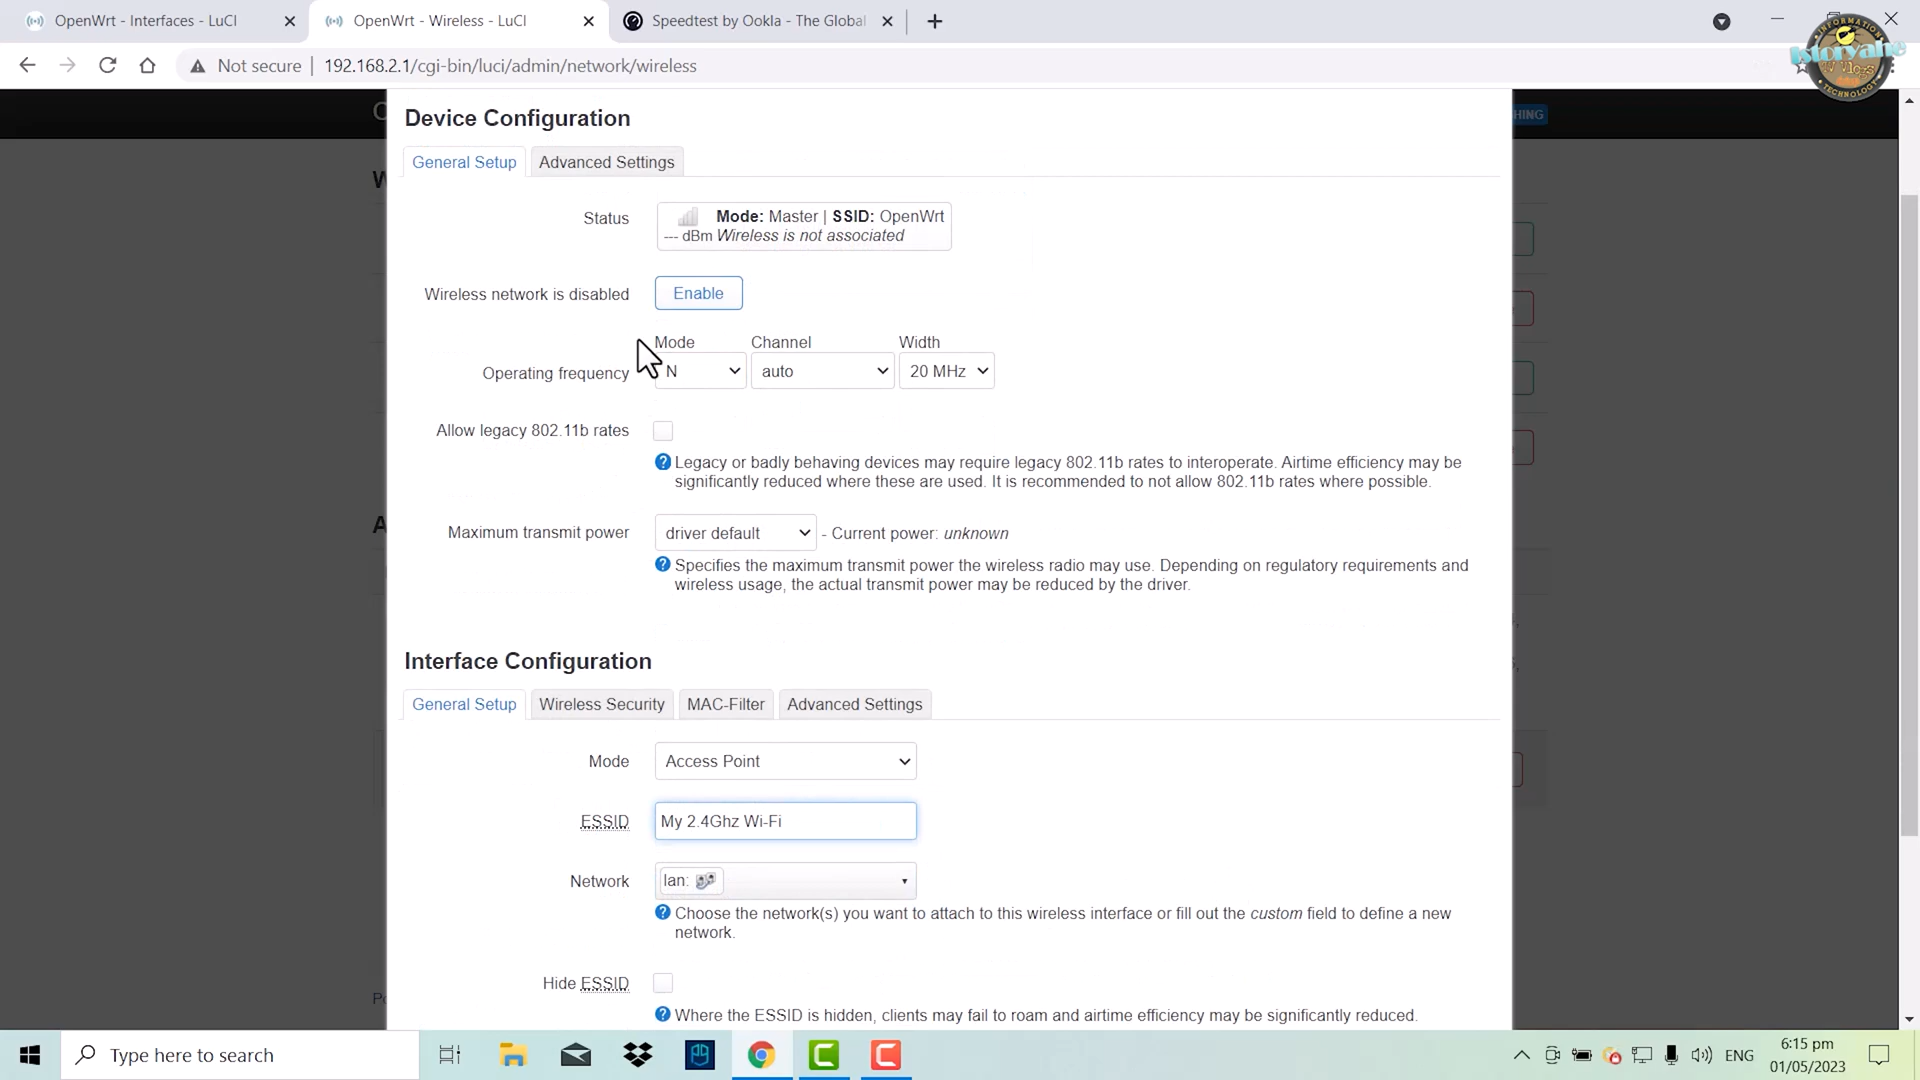 OpenWrt - Interfaces - LuCI
OpenWrt - Wireless - LuCI
Speedtest by Ookla - The Global
Not secure
192.168.2.1/cgi-bin/luci/admin/network/wireless
INFORMATION
Istoryahe
TV Vlogs
TECHNOLOGY
HING
Device Configuration
General Setup
Advanced Settings
Status
Mode: Master | SSID: OpenWrt
--- dBm Wireless is not associated
Wireless network is disabled
Enable
Mode
Channel
Width
Operating frequency
N
auto
20 MHz
Allow legacy 802.11b rates
Legacy or badly behaving devices may require legacy 802.11b rates to interoperate. Airtime efficiency may be
significantly reduced where these are used. It is recommended to not allow 802.11b rates where possible.
Maximum transmit power
driver default
- Current power: unknown
Specifies the maximum transmit power the wireless radio may use. Depending on regulatory requirements and
wireless usage, the actual transmit power may be reduced by the driver.
Interface Configuration
General Setup
Wireless Security
MAC-Filter
Advanced Settings
Mode
Access Point
ESSID
My 2.4Ghz Wi-Fi
Network
lan:
Choose the network(s) you want to attach to this wireless interface or fill out the custom field to define a new
network.
Hide ESSID
Where the ESSID is hidden, clients may fail to roam and airtime efficiency may be significantly reduced.
Type here to search
ENG
6:15 pm
01/05/2023